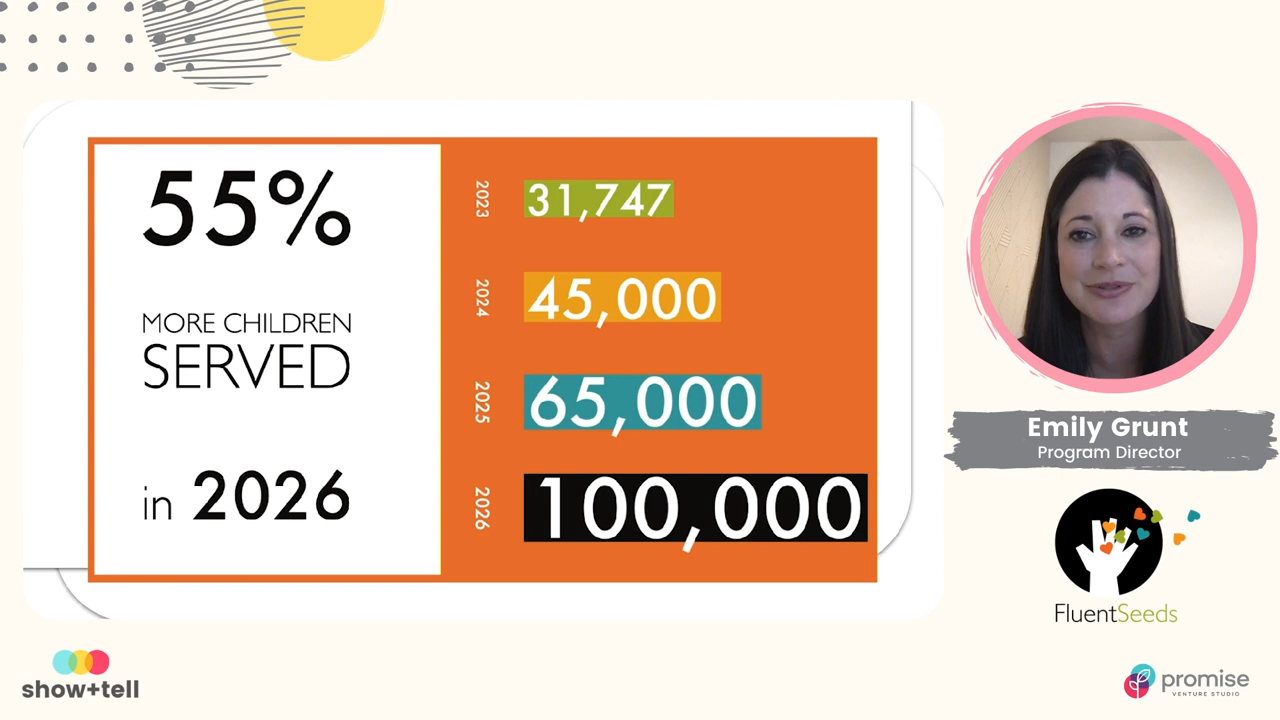 55%
MORE CHILDREN
SERVED
in 2026
2023
31,747
2024
45,000
2025
65,000
2026
100,000
Emily Grunt
Program Director
FluentSeeds
show+tell
promise
VENTURE STUDIO